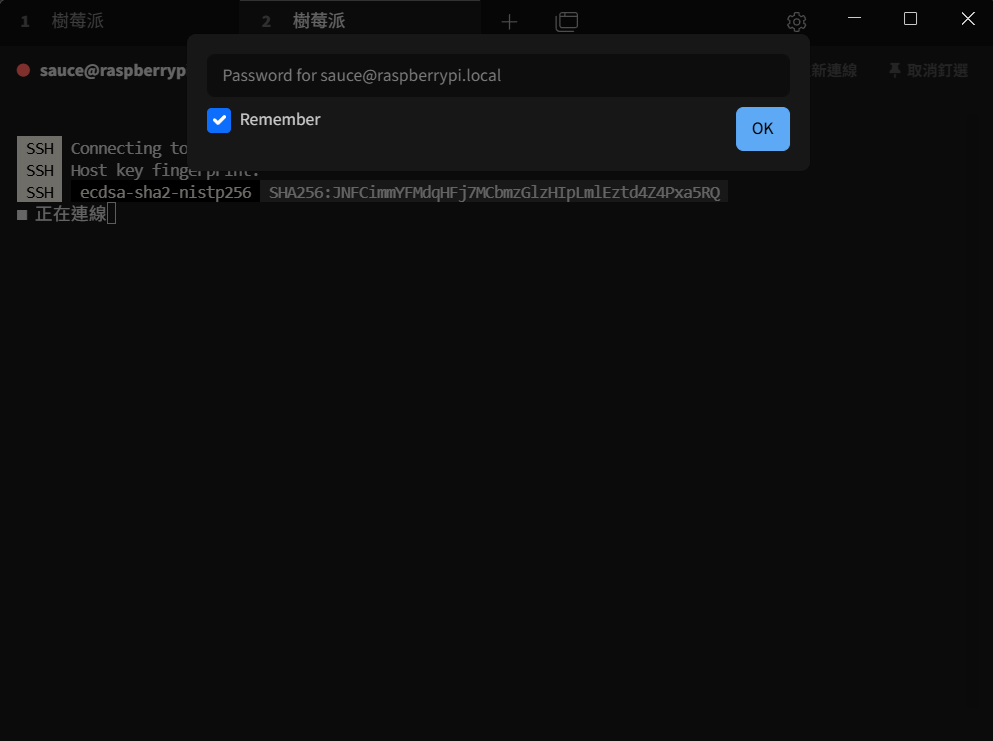 1 樹莓派 2 樹莓派
sauce@raspberryp
新連線 取消釘選
Password for sauce@raspberrypi.local
Remember
OK
SSH Connecting to
SSH Host key fingerprint:
SSH ecdsa-sha2-nistp256 SHA256:JNFCimmYFMdqHFj7MCbmzGlzHIpLmlEztd4Z4Pxa5RQ
正在連線